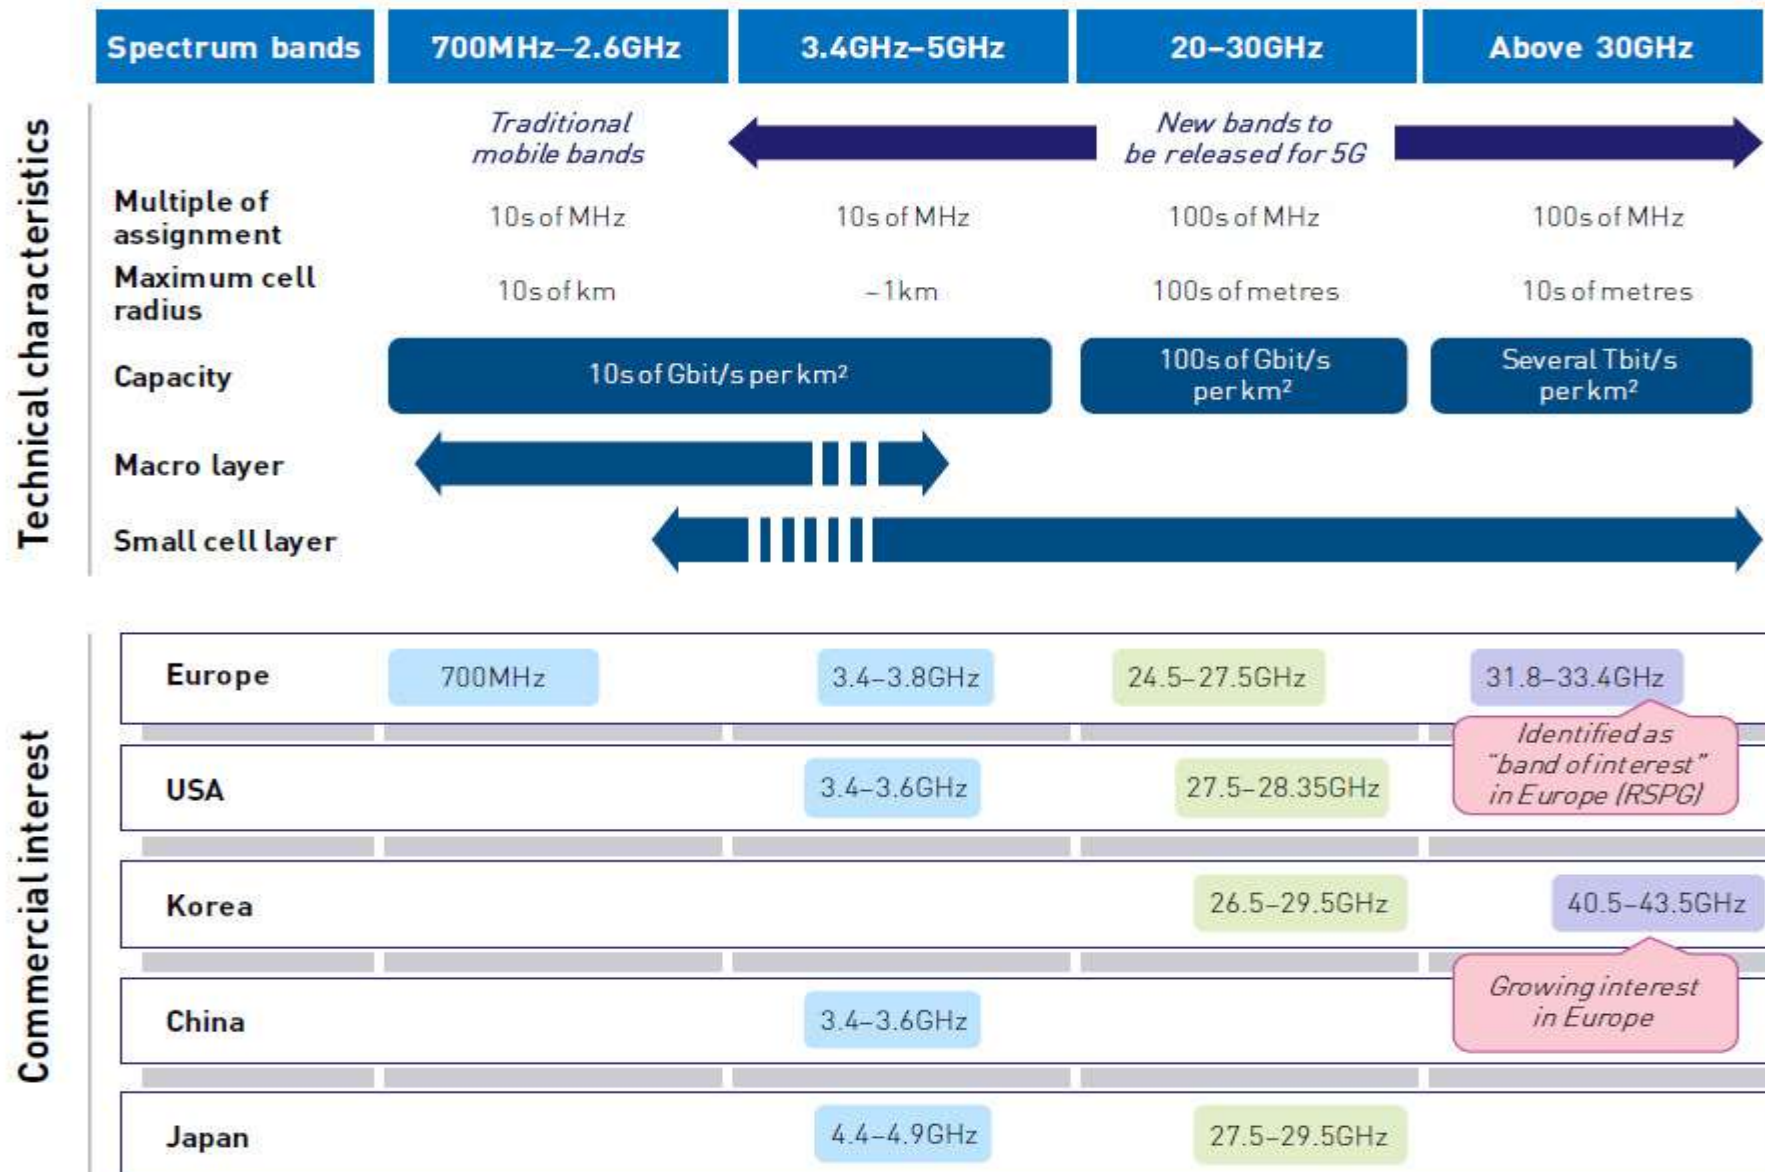 Spectrum bands 700MHz–2.6GHz 3.4GHz–5GHz 20–30GHz Above 30GHz
Technical characteristics
Traditional
mobile bands
New bands to
be released for 5G
Multiple of
assignment
10s of MHz 10s of MHz 100s of MHz 100s of MHz
Maximum cell
radius
10s of km ~1km 100s of metres 10s of metres
Capacity
10s of Gbit/s per km²
100s of Gbit/s
per km²
Several Tbit/s
per km²
Macro layer
Small cell layer
Commercial interest
Europe 700MHz 3.4–3.8GHz 24.5–27.5GHz 31.8–33.4GHz
Identified as
"band of interest"
in Europe (RSPG)
USA 3.4–3.6GHz 27.5–28.35GHz
Korea 26.5–29.5GHz 40.5–43.5GHz
Growing interest
in Europe
China 3.4–3.6GHz
Japan 4.4–4.9GHz 27.5–29.5GHz